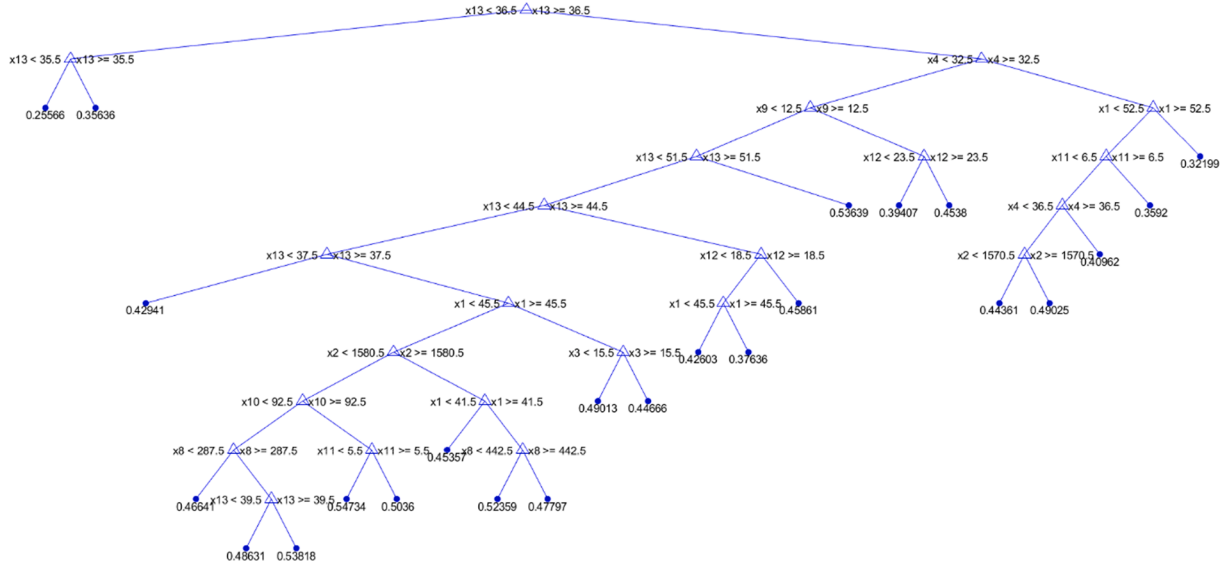 x13 < 36.5 x13 >= 36.5
x13 < 35.5 x13 >= 35.5
x4 < 32.5 x4 >= 32.5
0.25566 0.35636
x9 < 12.5 x9 >= 12.5
x1 < 52.5 x1 >= 52.5
x13 < 51.5 x13 >= 51.5
x12 < 23.5 x12 >= 23.5
x11 < 6.5 x11 >= 6.5
0.32199
x13 < 44.5 x13 >= 44.5
0.53639
0.39407 0.4538
x4 < 36.5 x4 >= 36.5
0.3592
x13 < 37.5 x13 >= 37.5
x12 < 18.5 x12 >= 18.5
x2 < 1570.5 x2 >= 1570.5
0.40962
0.42941
x1 < 45.5 x1 >= 45.5
x1 < 45.5 x1 >= 45.5
0.45861
0.44361 0.49025
x2 < 1580.5 x2 >= 1580.5
x3 < 15.5 x3 >= 15.5
0.42603 0.37636
x10 < 92.5 x10 >= 92.5
x1 < 41.5 x1 >= 41.5
0.49013 0.44666
x8 < 287.5 x8 >= 287.5
x11 < 5.5 x11 >= 5.5
0.45357
x8 < 442.5 x8 >= 442.5
0.46641
x13 < 39.5 x13 >= 39.5
0.54734 0.5036
0.52359 0.47797
0.48631 0.53818